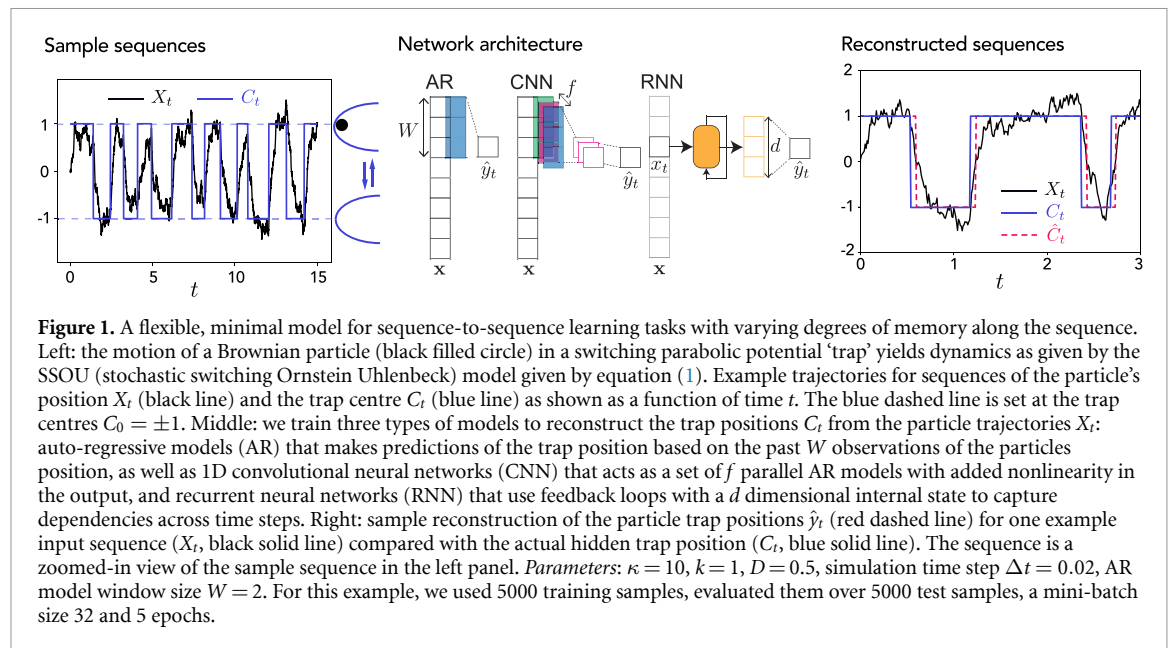 Sample sequences
X_t
C_t
1
0
-1
0
5
10
15
t
Network architecture
AR
CNN
RNN
W
f
x_t
d
ŷ_t
ŷ_t
ŷ_t
x
x
x
Reconstructed sequences
2
1
0
-1
-2
X_t
C_t
Ĉ_t
0
1
2
3
t
Figure 1. A flexible, minimal model for sequence-to-sequence learning tasks with varying degrees of memory along the sequence.
Left: the motion of a Brownian particle (black filled circle) in a switching parabolic potential ‘trap’ yields dynamics as given by the
SSOU (stochastic switching Ornstein Uhlenbeck) model given by equation (1). Example trajectories for sequences of the particle’s
position X_t (black line) and the trap centre C_t (blue line) as shown as a function of time t. The blue dashed line is set at the trap
centres C_0 = ±1. Middle: we train three types of models to reconstruct the trap positions C_t from the particle trajectories X_t:
auto-regressive models (AR) that makes predictions of the trap position based on the past W observations of the particles
position, as well as 1D convolutional neural networks (CNN) that acts as a set of f parallel AR models with added nonlinearity in
the output, and recurrent neural networks (RNN) that use feedback loops with a d dimensional internal state to capture
dependencies across time steps. Right: sample reconstruction of the particle trap positions ŷ_t (red dashed line) for one example
input sequence (X_t, black solid line) compared with the actual hidden trap position (C_t, blue solid line). The sequence is a
zoomed-in view of the sample sequence in the left panel. Parameters: κ = 10, k = 1, D = 0.5, simulation time step Δt = 0.02, AR
model window size W = 2. For this example, we used 5000 training samples, evaluated them over 5000 test samples, a mini-batch
size 32 and 5 epochs.